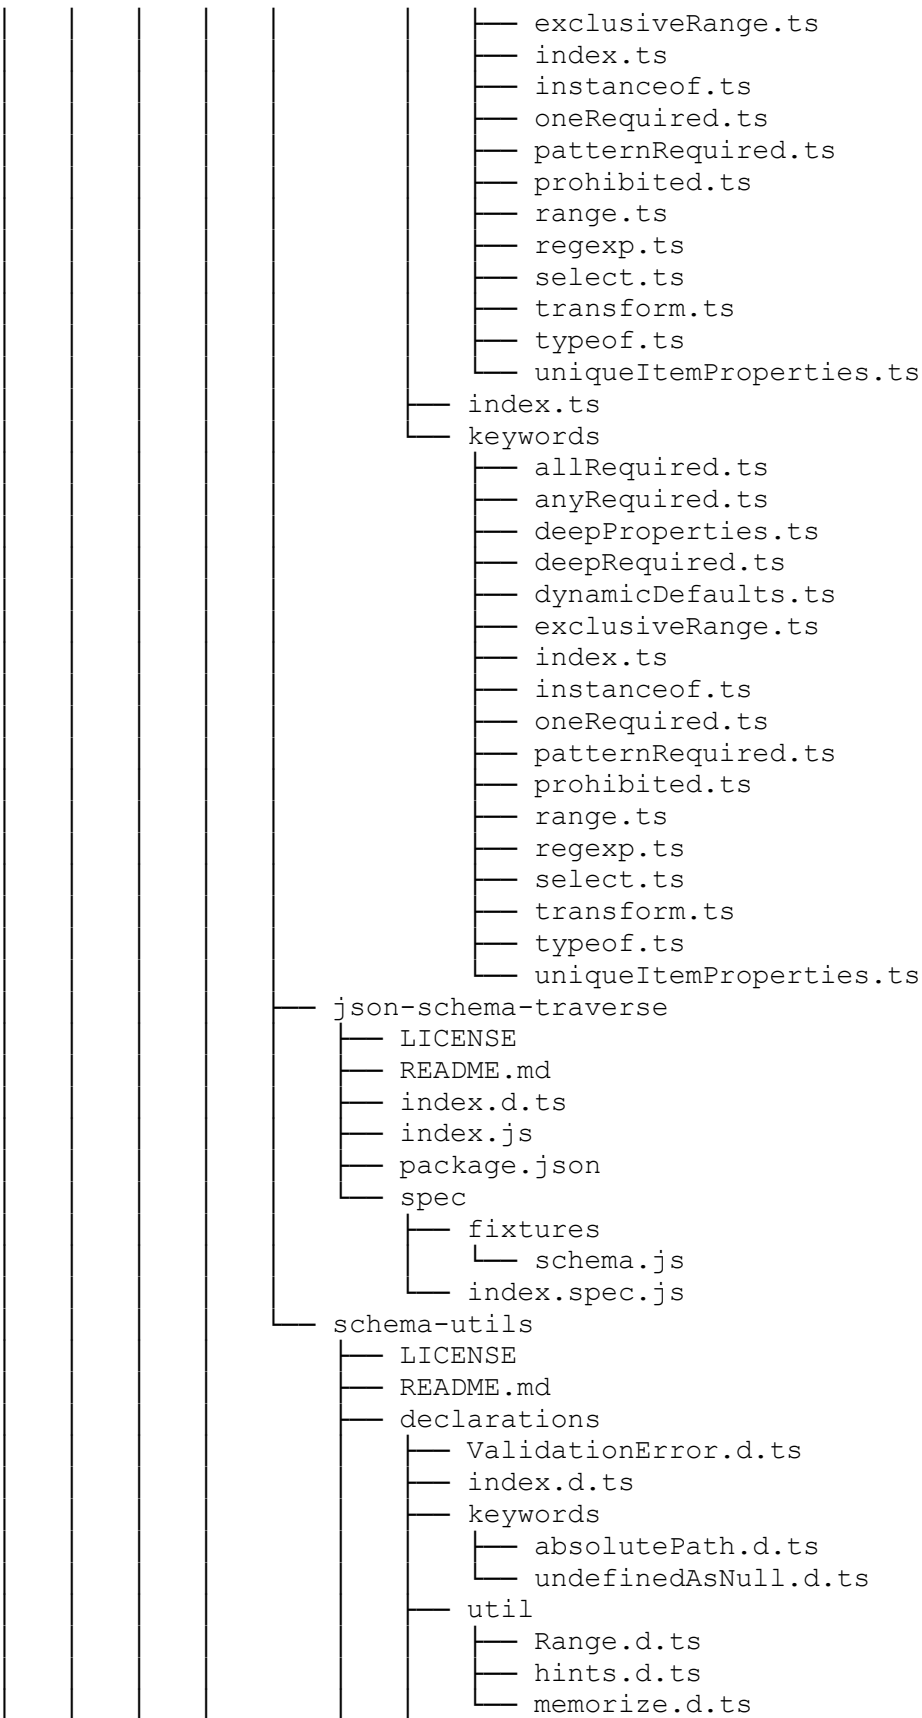 │   │   │   │   │       │   ├── exclusiveRange.ts
│   │   │   │   │       │   ├── index.ts
│   │   │   │   │       │   ├── instanceof.ts
│   │   │   │   │       │   ├── oneRequired.ts
│   │   │   │   │       │   ├── patternRequired.ts
│   │   │   │   │       │   ├── prohibited.ts
│   │   │   │   │       │   ├── range.ts
│   │   │   │   │       │   ├── regexp.ts
│   │   │   │   │       │   ├── select.ts
│   │   │   │   │       │   ├── transform.ts
│   │   │   │   │       │   ├── typeof.ts
│   │   │   │   │       │   └── uniqueItemProperties.ts
│   │   │   │   │       ├── index.ts
│   │   │   │   │       └── keywords
│   │   │   │   │           ├── allRequired.ts
│   │   │   │   │           ├── anyRequired.ts
│   │   │   │   │           ├── deepProperties.ts
│   │   │   │   │           ├── deepRequired.ts
│   │   │   │   │           ├── dynamicDefaults.ts
│   │   │   │   │           ├── exclusiveRange.ts
│   │   │   │   │           ├── index.ts
│   │   │   │   │           ├── instanceof.ts
│   │   │   │   │           ├── oneRequired.ts
│   │   │   │   │           ├── patternRequired.ts
│   │   │   │   │           ├── prohibited.ts
│   │   │   │   │           ├── range.ts
│   │   │   │   │           ├── regexp.ts
│   │   │   │   │           ├── select.ts
│   │   │   │   │           ├── transform.ts
│   │   │   │   │           ├── typeof.ts
│   │   │   │   │           └── uniqueItemProperties.ts
│   │   │   │   ├── json-schema-traverse
│   │   │   │   │   ├── LICENSE
│   │   │   │   │   ├── README.md
│   │   │   │   │   ├── index.d.ts
│   │   │   │   │   ├── index.js
│   │   │   │   │   ├── package.json
│   │   │   │   │   └── spec
│   │   │   │   │       ├── fixtures
│   │   │   │   │       │   └── schema.js
│   │   │   │   │       └── index.spec.js
│   │   │   │   └── schema-utils
│   │   │   │       ├── LICENSE
│   │   │   │       ├── README.md
│   │   │   │       ├── declarations
│   │   │   │       │   ├── ValidationError.d.ts
│   │   │   │       │   ├── index.d.ts
│   │   │   │       │   ├── keywords
│   │   │   │       │   │   ├── absolutePath.d.ts
│   │   │   │       │   │   └── undefinedAsNull.d.ts
│   │   │   │       │   ├── util
│   │   │   │       │   │   ├── Range.d.ts
│   │   │   │       │   │   ├── hints.d.ts
│   │   │   │       │   │   └── memorize.d.ts